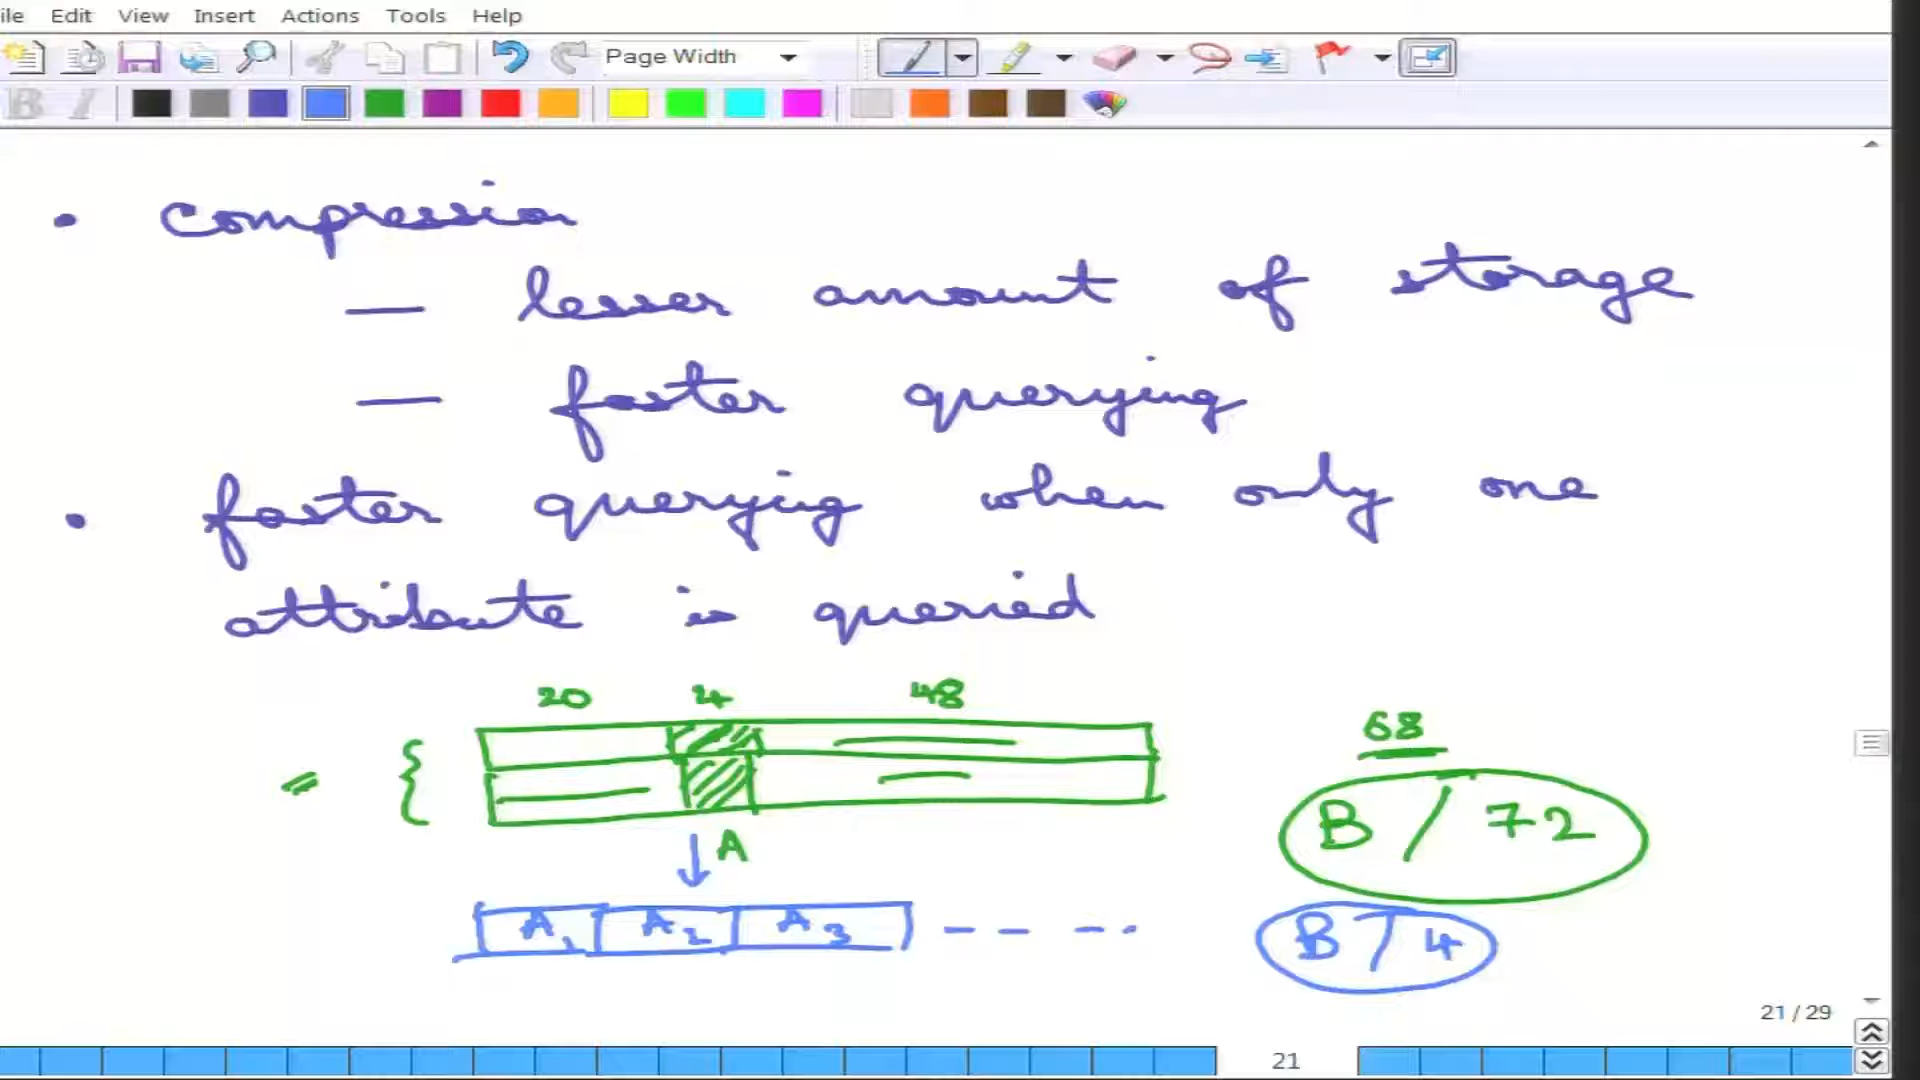 ile Edit View Insert Actions Tools Help
Page Width
B I
• Compression
— lesser amount of storage
— faster querying
• faster querying when only one
attribute is queried
20 4 48
68
B / 72
A
A1 A2 A3 - - - -
B / 4
21 / 29
21